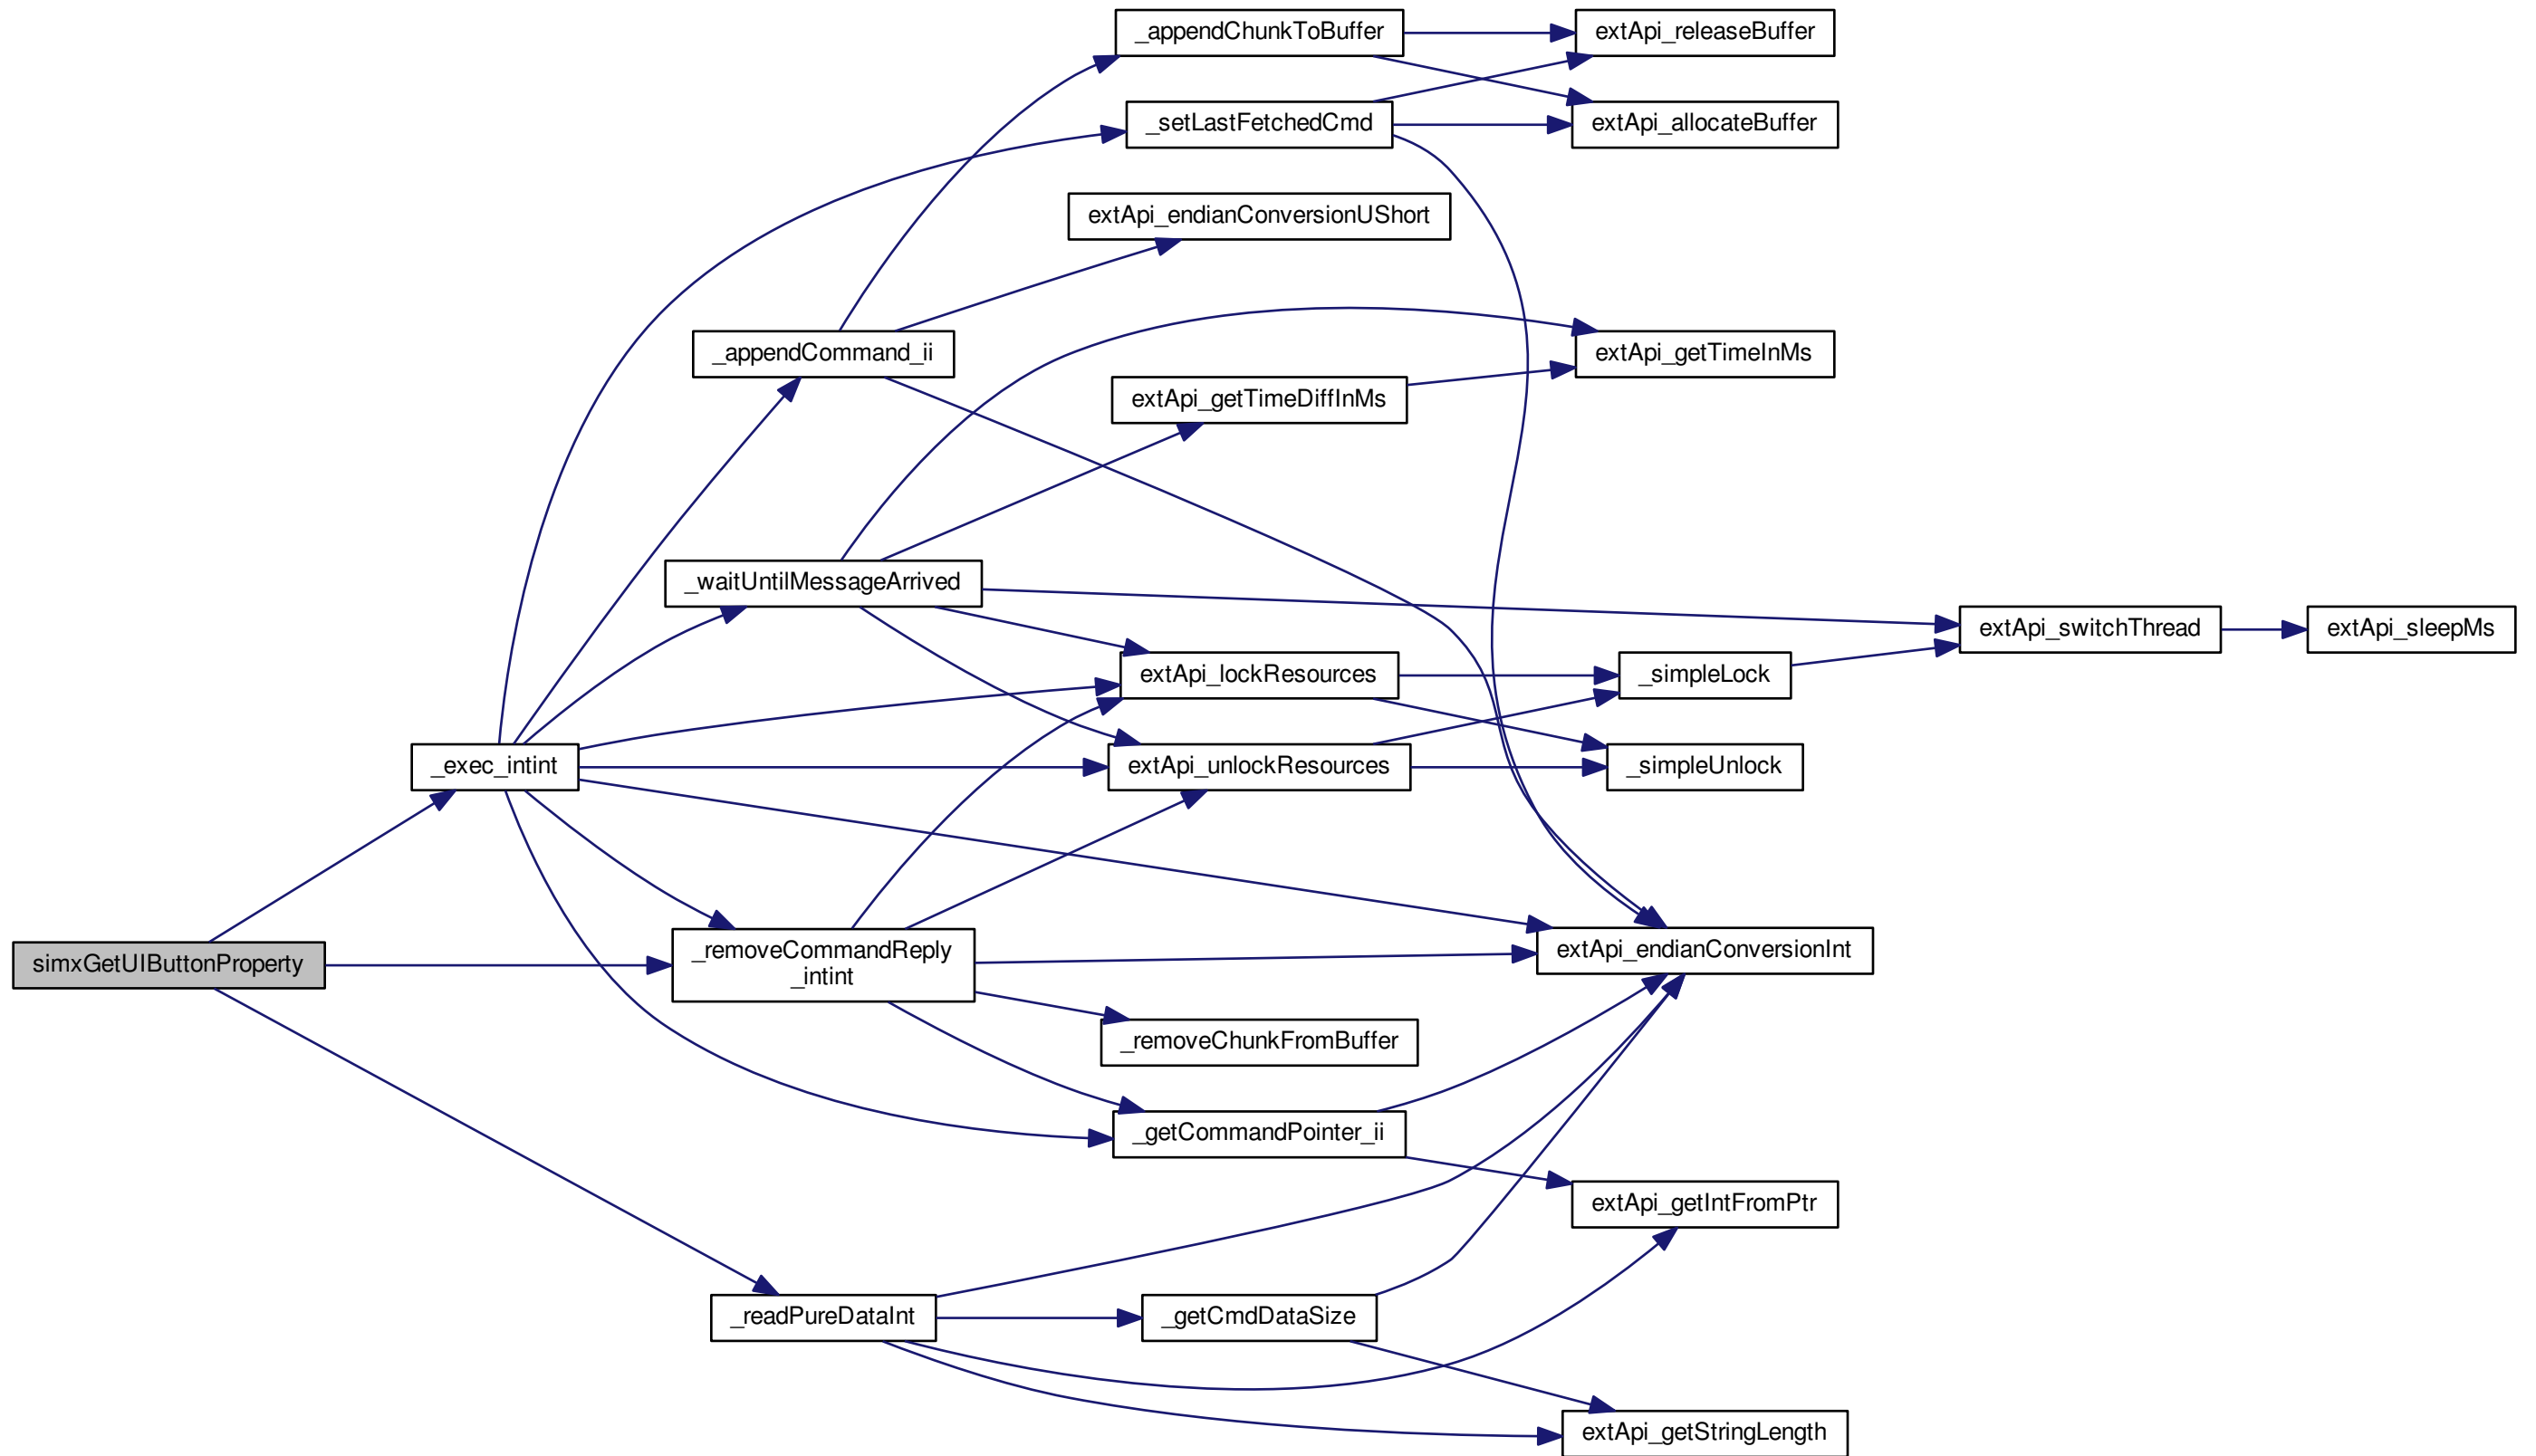 _appendChunkToBuffer
extApi_releaseBuffer
_setLastFetchedCmd
extApi_allocateBuffer
extApi_endianConversionUShort
_appendCommand_ii
extApi_getTimeInMs
extApi_getTimeDiffInMs
_waitUntilMessageArrived
extApi_switchThread
extApi_sleepMs
extApi_lockResources
_simpleLock
_exec_intint
extApi_unlockResources
_simpleUnlock
simxGetUIButtonProperty
_removeCommandReply
_intint
extApi_endianConversionInt
_removeChunkFromBuffer
_getCommandPointer_ii
extApi_getIntFromPtr
_readPureDataInt
_getCmdDataSize
extApi_getStringLength